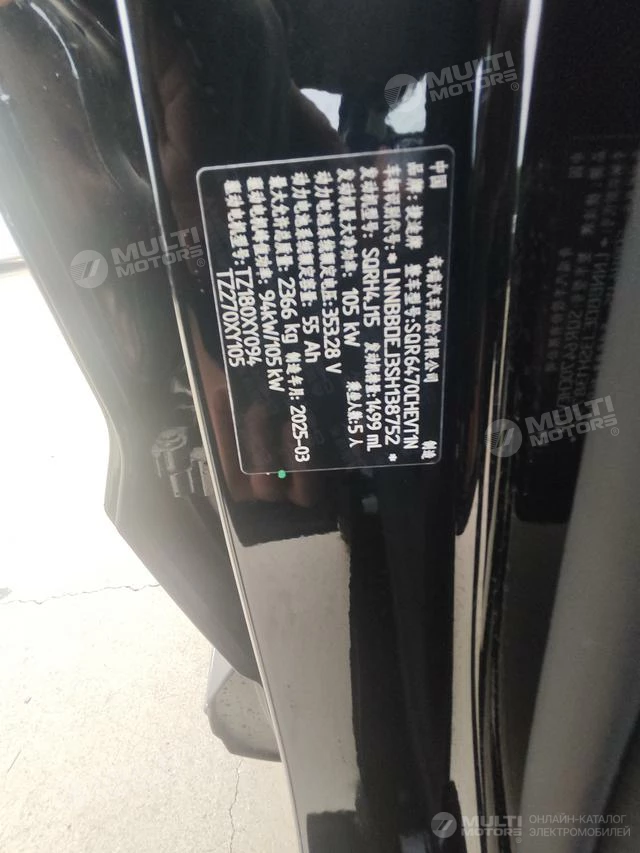 中国 奇瑞汽车股份有限公司 制造
品牌：捷途牌 整车型号：SQR6470CHEVT1N
车辆识别代号：* LNNBBDEJ3SH138752 *
发动机型号： SQRH4J15 发动机排量：1499 mL
发动机最大净功率： 105 kW 乘坐人数：5人
动力电池系统额定电压：353.28 V
动力电池系统额定容量： 55 Ah
最大允许总质量： 2366 kg 制造年月： 2025-03
驱动电机峰值功率： 94kW/105kW
驱动电机型号： TZ180XY094
TZ270XY105
MULTI MOTORS
MULTI MOTORS
MULTI MOTORS
MULTI MOTORS
ОНЛАЙН-КАТАЛОГ
ЭЛЕКТРОМОБИЛЕЙ